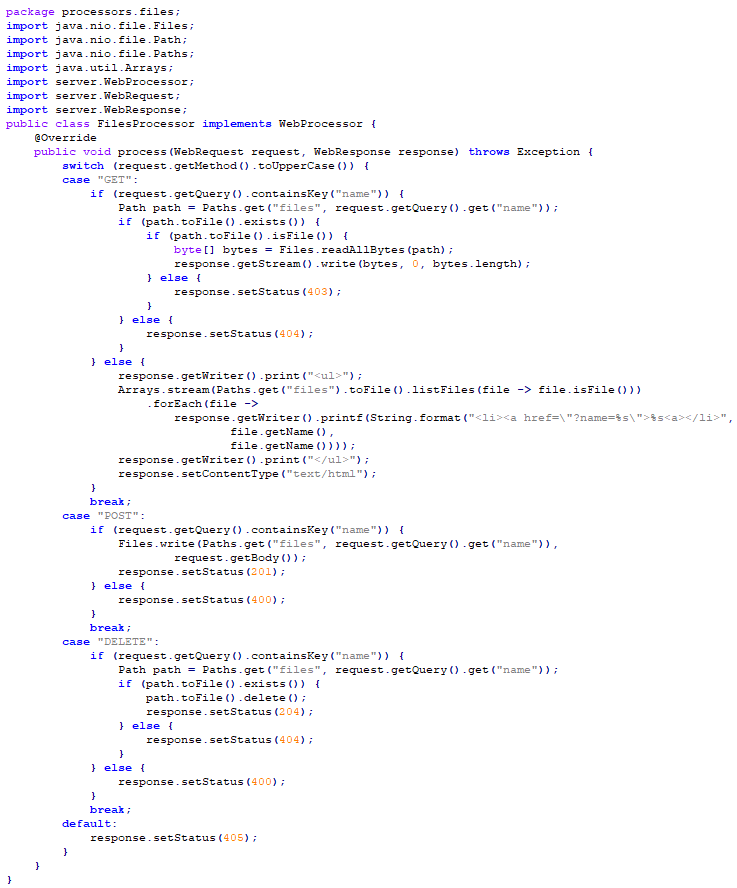 package processors.files;
import java.nio.file.Files;
import java.nio.file.Path;
import java.nio.file.Paths;
import java.util.Arrays;
import server.WebProcessor;
import server.WebRequest;
import server.WebResponse;
public class FilesProcessor implements WebProcessor {
    @Override
    public void process(WebRequest request, WebResponse response) throws Exception {
        switch (request.getMethod().toUpperCase()) {
        case "GET":
            if (request.getQuery().containsKey("name")) {
                Path path = Paths.get("files", request.getQuery().get("name"));
                if (path.toFile().exists()) {
                    if (path.toFile().isFile()) {
                        byte[] bytes = Files.readAllBytes(path);
                        response.getStream().write(bytes, 0, bytes.length);
                    } else {
                        response.setStatus(403);
                    }
                } else {
                    response.setStatus(404);
                }
            } else {
                response.getWriter().print("<ul>");
                Arrays.stream(Paths.get("files").toFile().listFiles(file -> file.isFile()))
                    .forEach(file ->
                        response.getWriter().printf(String.format("<li><a href=\"?name=%s\">%s<a></li>",
                                file.getName(),
                                file.getName())));
                response.getWriter().print("</ul>");
                response.setContentType("text/html");
            }
            break;
        case "POST":
            if (request.getQuery().containsKey("name")) {
                Files.write(Paths.get("files", request.getQuery().get("name")),
                        request.getBody());
                response.setStatus(201);
            } else {
                response.setStatus(400);
            }
            break;
        case "DELETE":
            if (request.getQuery().containsKey("name")) {
                Path path = Paths.get("files", request.getQuery().get("name"));
                if (path.toFile().exists()) {
                    path.toFile().delete();
                    response.setStatus(204);
                } else {
                    response.setStatus(404);
                }
            } else {
                response.setStatus(400);
            }
            break;
        default:
            response.setStatus(405);
        }
    }
}